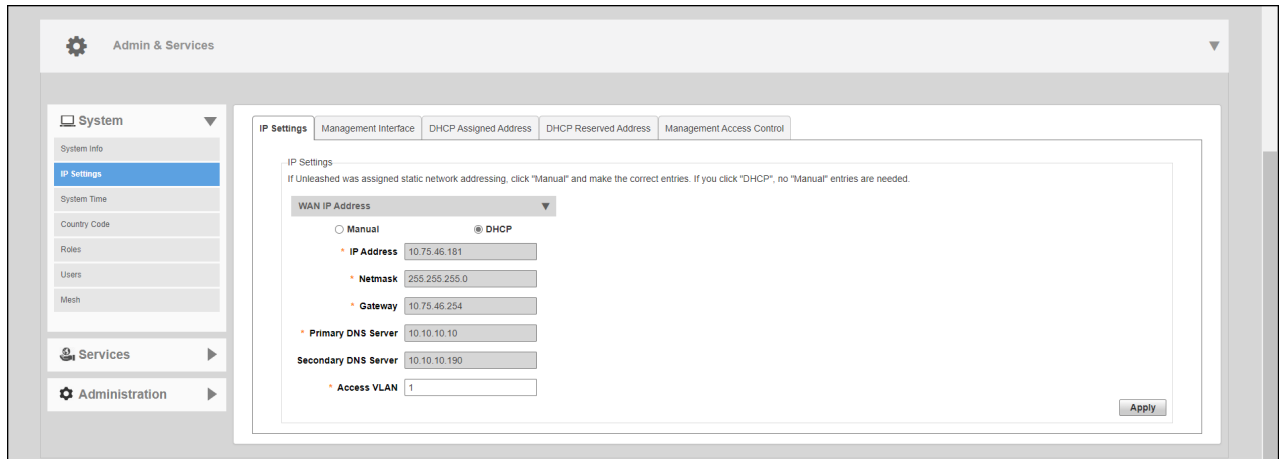 Admin & Services
System
System Info
IP Settings
System Time
Country Code
Roles
Users
Mesh
Services
Administration
IP Settings Management Interface DHCP Assigned Address DHCP Reserved Address Management Access Control
IP Settings
If Unleashed was assigned static network addressing, click "Manual" and make the correct entries. If you click "DHCP", no "Manual" entries are needed.
WAN IP Address
Manual DHCP
* IP Address 10.75.46.181
* Netmask 255.255.255.0
* Gateway 10.75.46.254
* Primary DNS Server 10.10.10.10
Secondary DNS Server 10.10.10.190
* Access VLAN 1
Apply